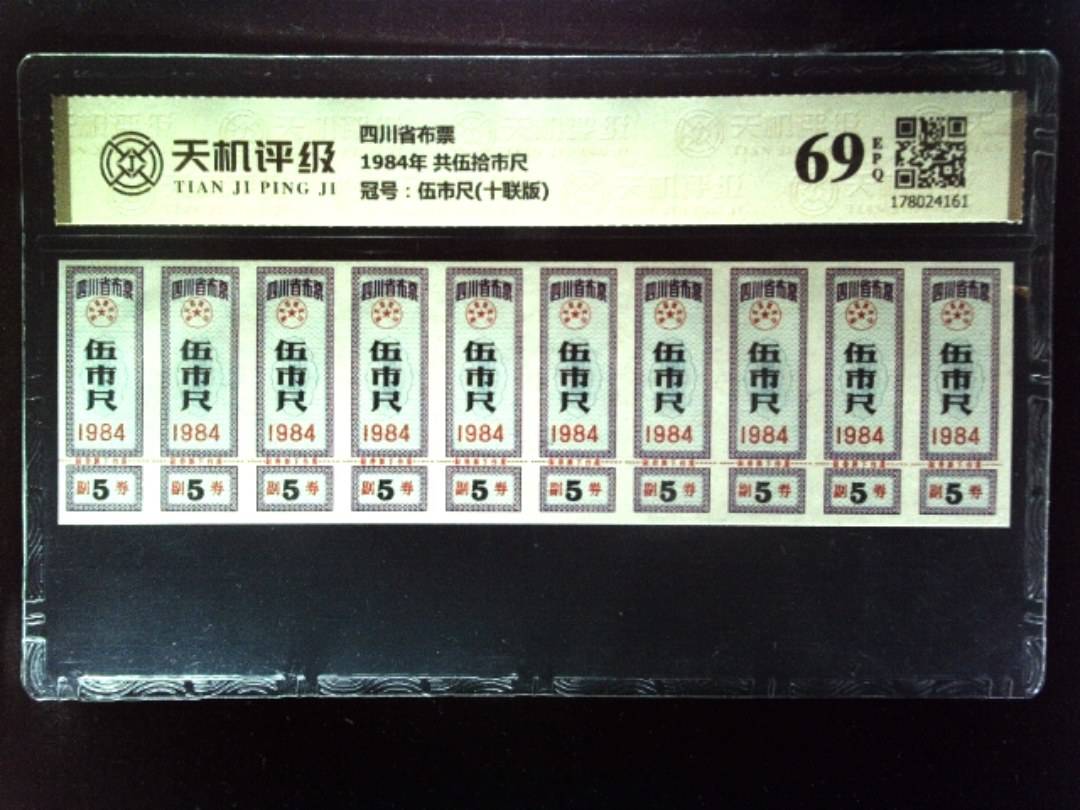 天机评级
TIAN JI PING JI
四川省布票
1984年 共伍拾市尺
冠号：伍市尺(十联版)
69
EPQ
178024161
四川省布票 四川省布票 四川省布票 四川省布票 四川省布票 四川省布票 四川省布票 四川省布票 四川省布票 四川省布票
伍市尺 伍市尺 伍市尺 伍市尺 伍市尺 伍市尺 伍市尺 伍市尺 伍市尺 伍市尺
1984 1984 1984 1984 1984 1984 1984 1984 1984 1984
副5券 副5券 副5券 副5券 副5券 副5券 副5券 副5券 副5券 副5券